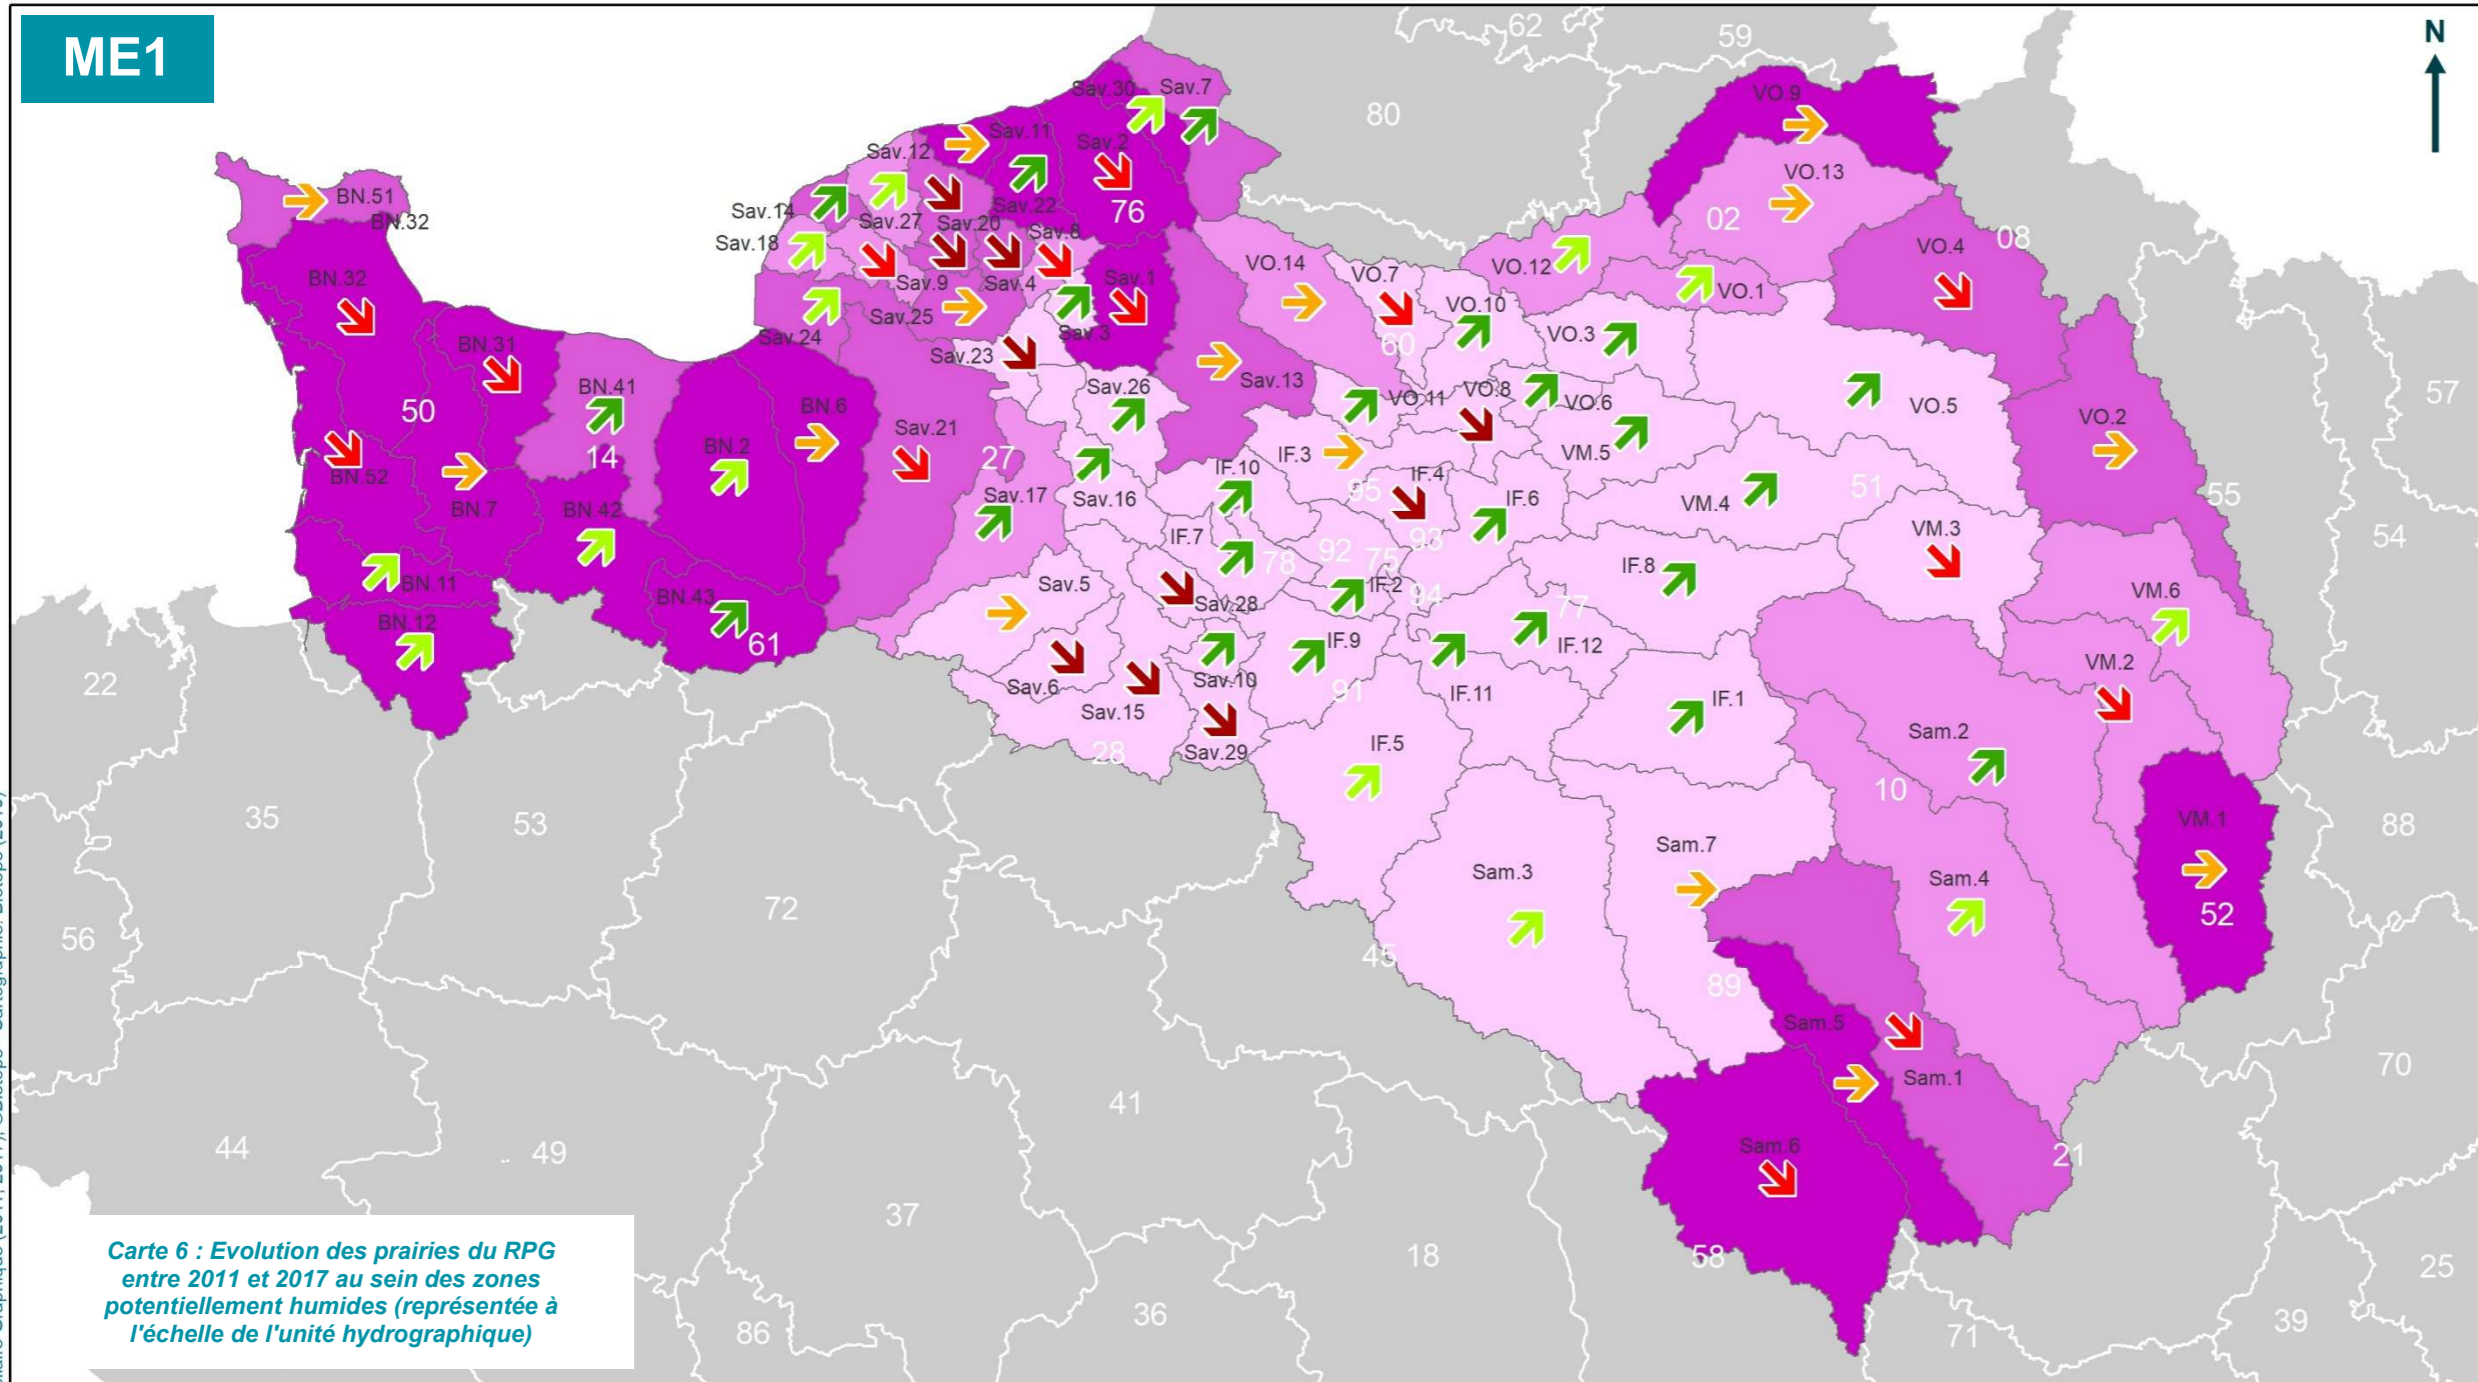 ME1
N
62
59
80
Sav.30
Sav.7
VO.9
Sav.11
Sav.2
Sav.12
VO.13
BN.51
BN.32
Sav.14
Sav.22
76
02
Sav.27
Sav.20
Sav.8
Sav.18
08
VO.4
VO.14
VO.7
VO.12
BN.32
Sav.9
Sav.4
Sav.1
VO.1
VO.10
Sav.25
Sav.24
Sav.3
VO.3
BN.31
60
Sav.23
BN.41
Sav.26
Sav.13
VO.11
VO.8
VO.6
VO.5
57
50
BN.6
VO.2
Sav.21
BN.2
14
27
IF.3
VM.5
BN.52
IF.10
IF.4
95
51
55
Sav.17
Sav.16
IF.6
VM.4
BN.7
BN.42
IF.7
93
VM.3
54
92
75
78
IF.8
BN.11
Sav.5
IF.2
94
BN.43
Sav.28
77
VM.6
BN.12
61
IF.9
IF.12
VM.2
22
Sav.6
Sav.10
91
IF.11
IF.1
Sav.15
Sav.2
28
Sav.29
IF.5
Sam.2
10
35
53
VM.1
88
Sam.7
Sam.3
Sam.4
72
52
56
45
89
Sam.5
70
41
Sam.1
44
49
Sam.6
21
37
18
58
25
Carte 6 : Evolution des prairies du RPG
entre 2011 et 2017 au sein des zones
potentiellement humides (représentée à
l'échelle de l'unité hydrographique)
86
36
71
39